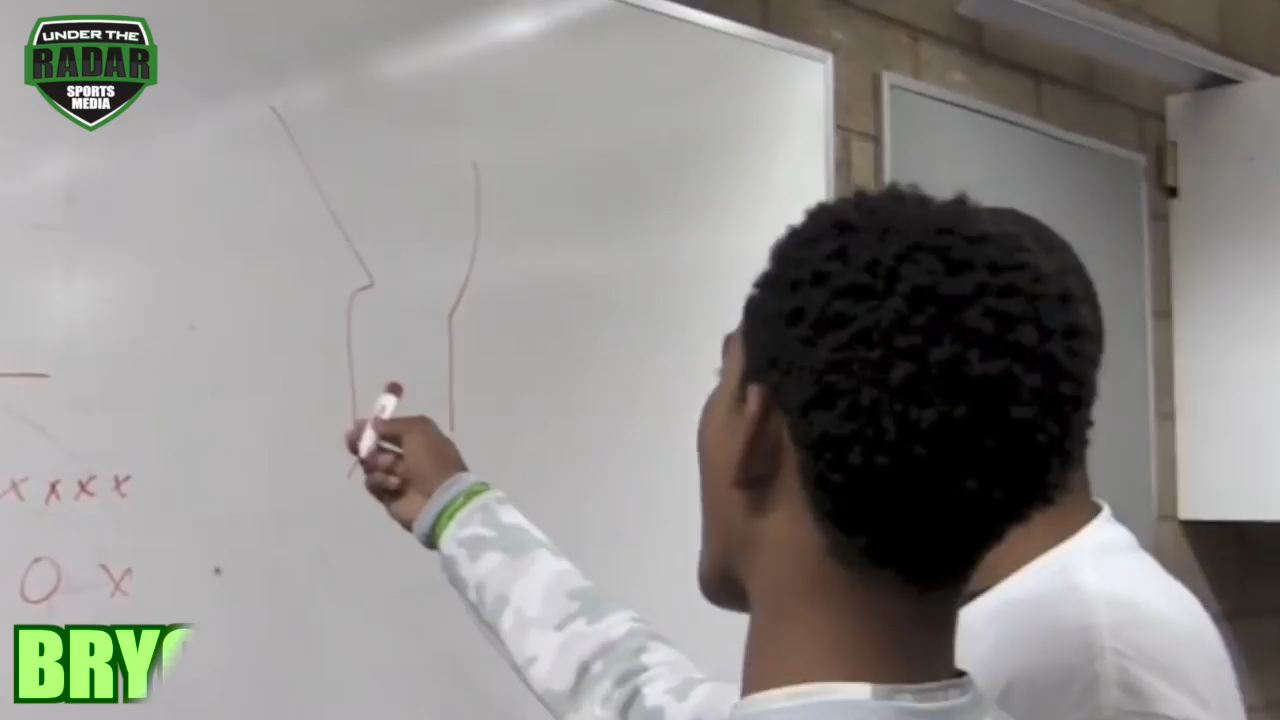 UNDER THE
RADAR
SPORTS
MEDIA
x x x x
O x
BRY